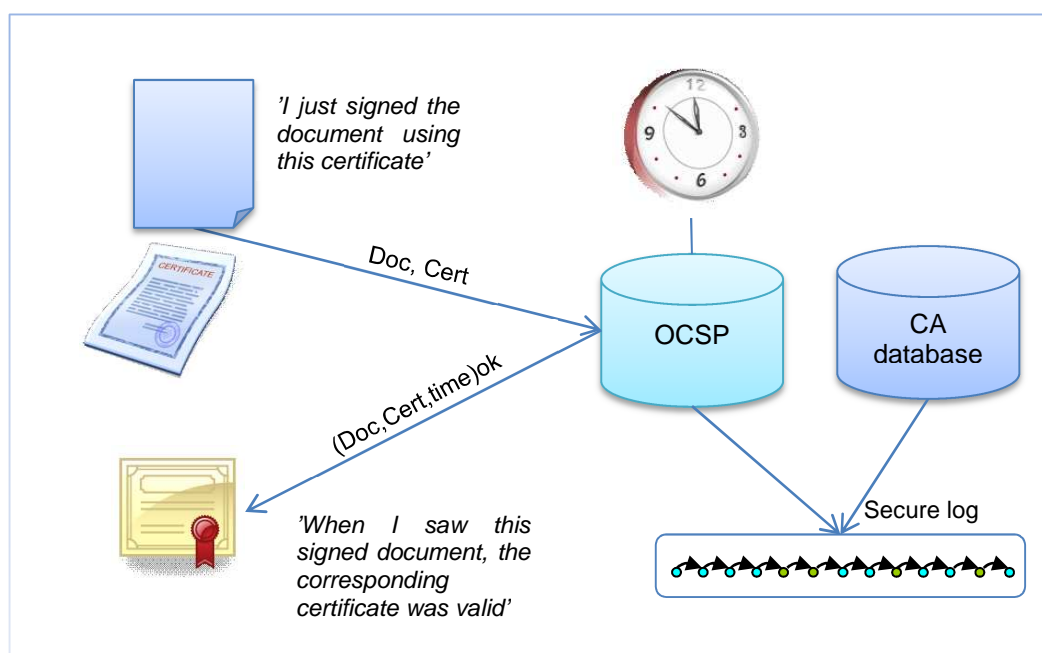 ’I just signed the
document using
this certificate’
12
9
3
6
CERTIFICATE
Doc, Cert
OCSP
CA
database
(Doc,Cert,time)ok
’When I saw this
signed document, the
corresponding
certificate was valid’
Secure log